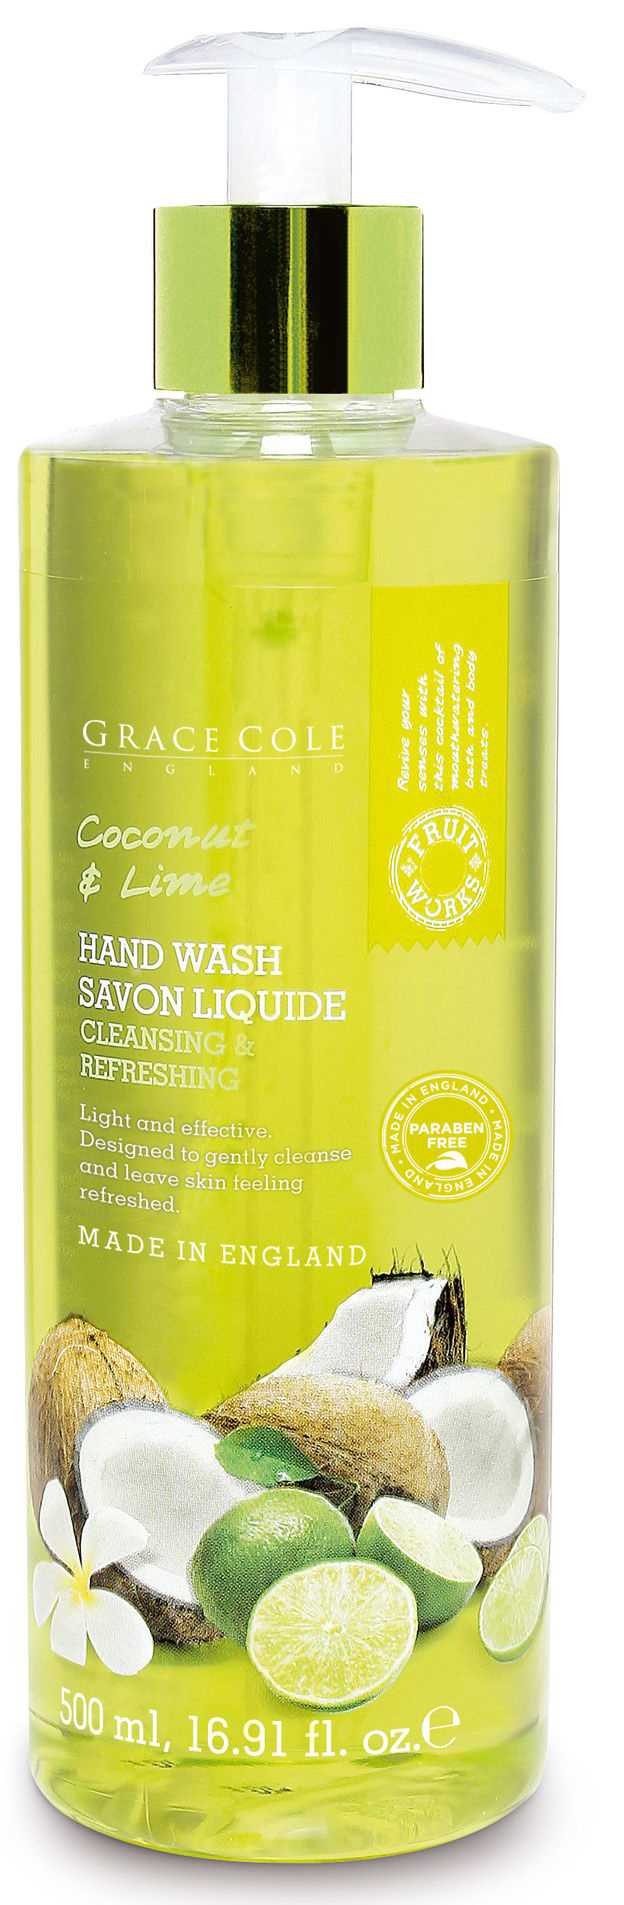 GRACE COLE
ENGLAND
Coconut
& Lime
HAND WASH
SAVON LIQUIDE
CLEANSING &
REFRESHING
Light and effective.
Designed to gently cleanse
and leave skin feeling
refreshed.
MADE IN ENGLAND
Revive your
senses with
this cocktail of
mouthwatering
bath and body
treats.
FRUIT
WORKS
MADE IN ENGLAND • MADE IN ENGLAND •
PARABEN
FREE
500 ml, 16.91 fl. oz.℮